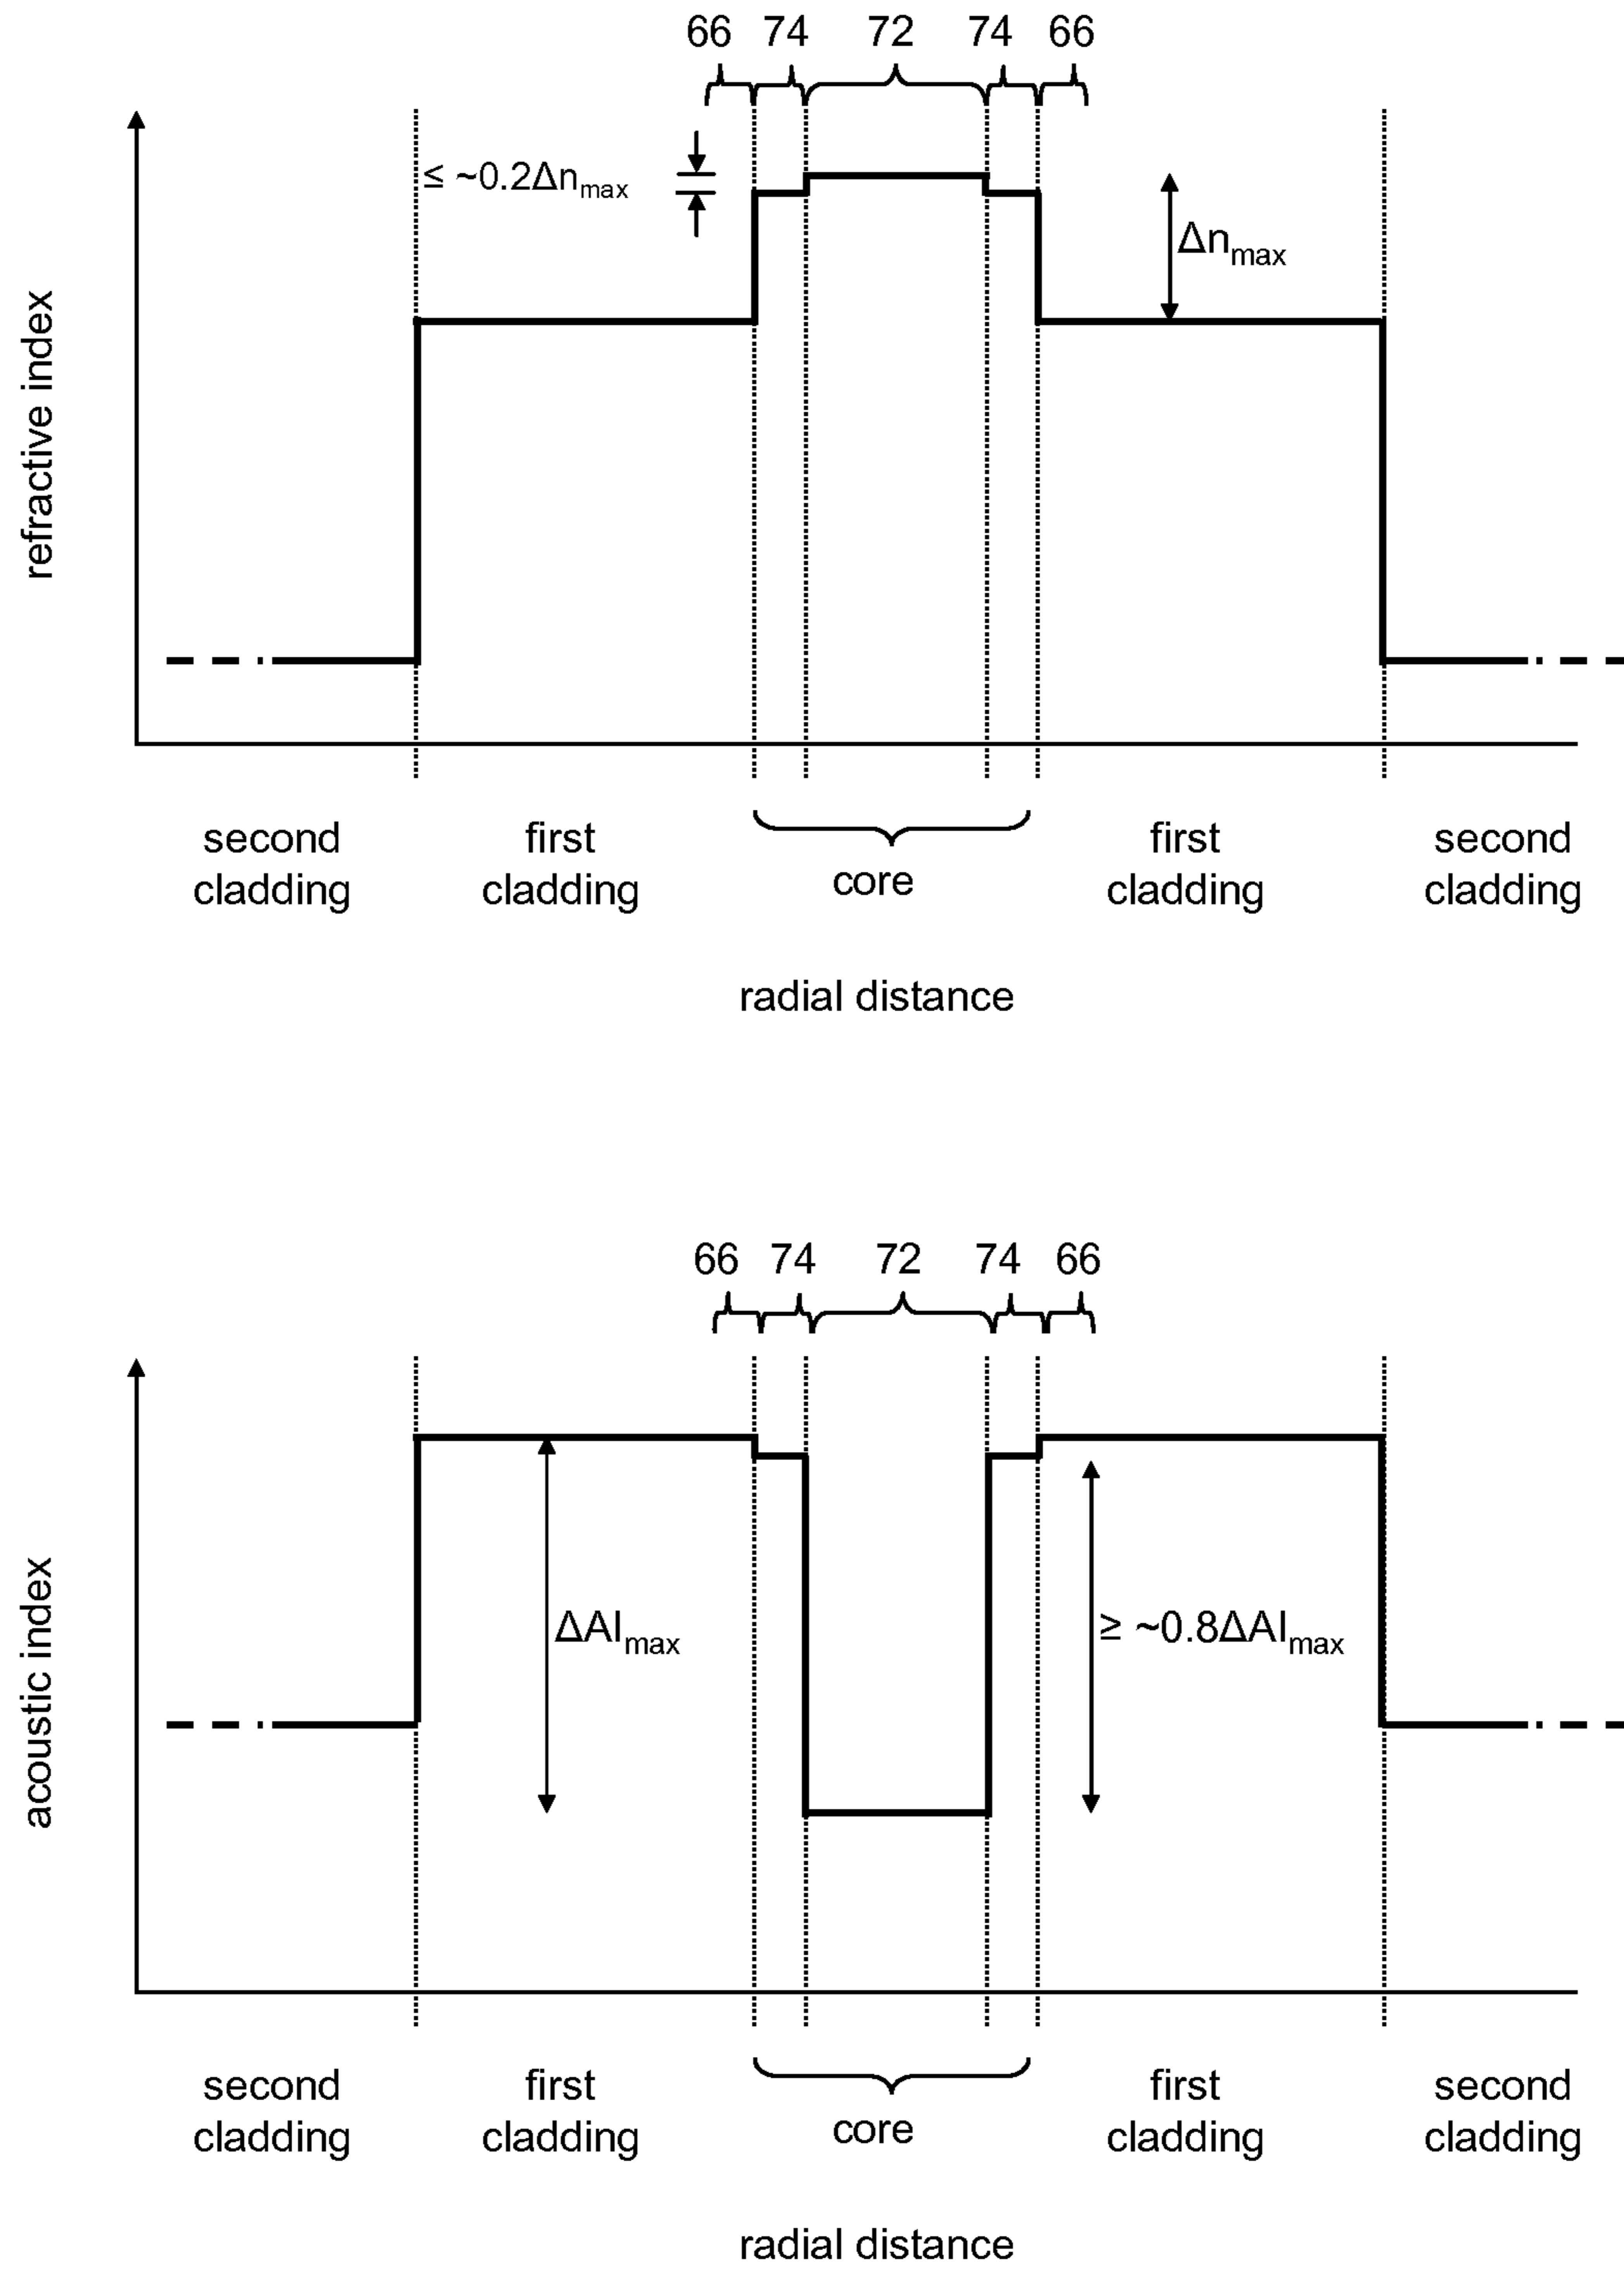 66 74 72 74 66
≤ ~0.2Δnmax
Δnmax
refractive index
second cladding
first cladding
core
first cladding
second cladding
radial distance
66 74 72 74 66
ΔAImax
≥ ~0.8ΔAImax
acoustic index
second cladding
first cladding
core
first cladding
second cladding
radial distance